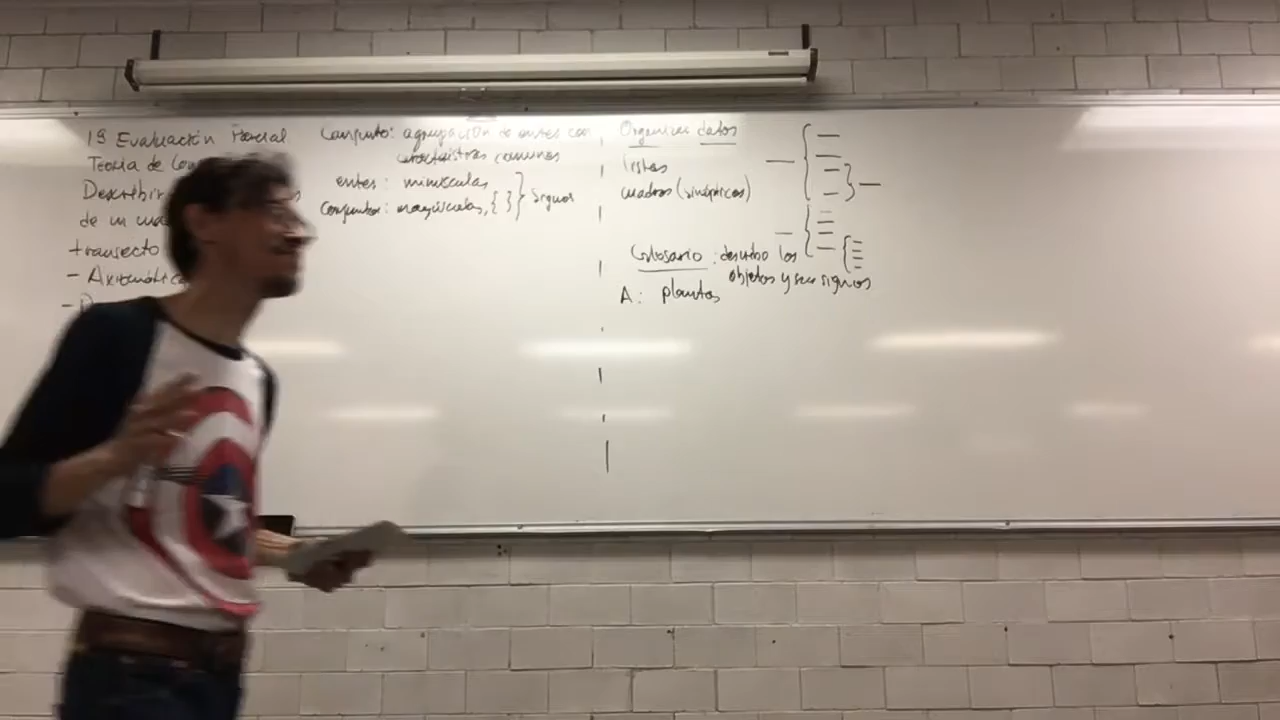 1ª Evaluación Parcial
Teoría de
Describir
de un
transecto
- Axiomática
-
Conjunto: agrupación de entes con
características comunes
entes: minúsculas
conjuntos: mayúsculas, { } } Signos
Organizar datos
listas
cuadros (sinópticos)
Glosario: describo los
objetos y sus signos
A: plantas